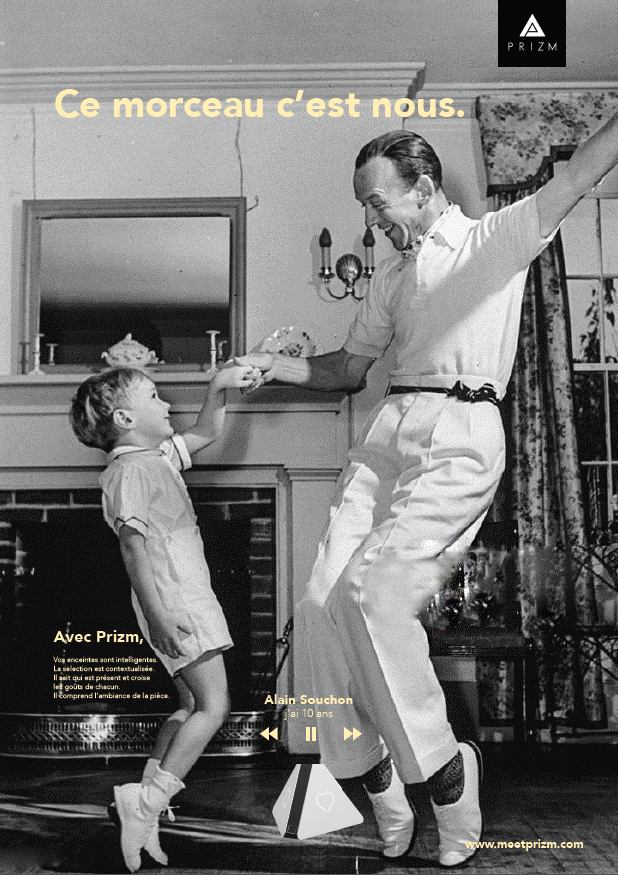 PRIZM
Ce morceau c'est nous.
Avec Prizm,
Vos enceintes sont intelligentes.
La sélection est contextualisée.
Il sait qui est présent et croise
les goûts de chacun.
Il comprend l'ambiance de la pièce.
Alain Souchon
J'ai 10 ans
www.meetprizm.com